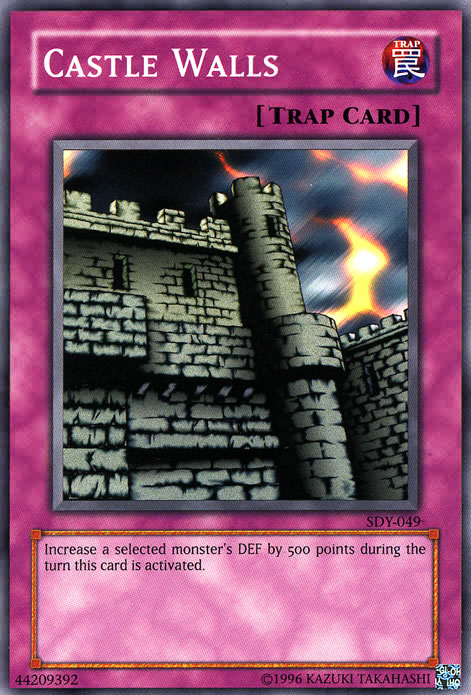 CASTLE WALLS
TRAP
罠
[TRAP CARD]
SDY-049
Increase a selected monster's DEF by 500 points during the
turn this card is activated.
44209392
©1996 KAZUKI TAKAHASHI